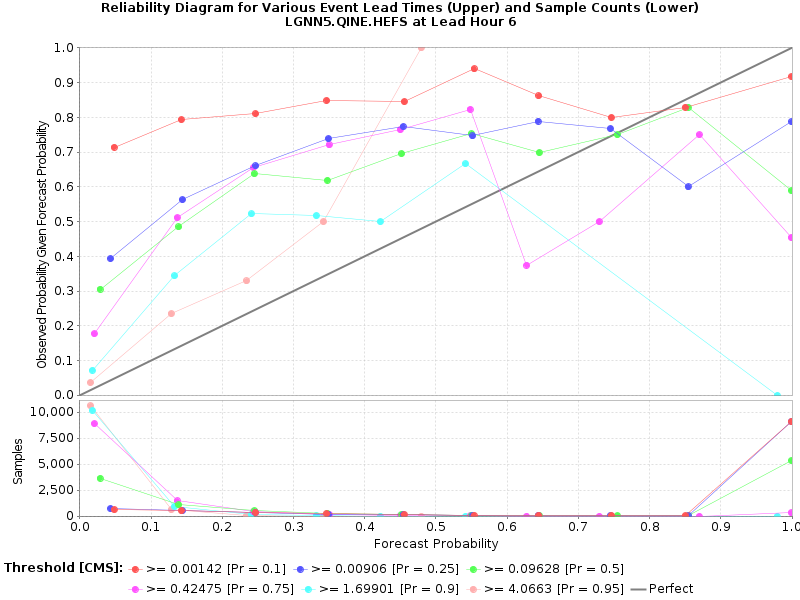 Reliability Diagram for Various Event Lead Times (Upper) and Sample Counts (Lower)
LGNN5.QINE.HEFS at Lead Hour 6
Observed Probability Given Forecast Probability
1.0
0.9
0.8
0.7
0.6
0.5
0.4
0.3
0.2
0.1
0.0
Samples
10,000
7,500
5,000
2,500
0
0.0 0.1 0.2 0.3 0.4 0.5 0.6 0.7 0.8 0.9 1.0
Forecast Probability
Threshold [CMS]: >= 0.00142 [Pr = 0.1] >= 0.00906 [Pr = 0.25] >= 0.09628 [Pr = 0.5]
>= 0.42475 [Pr = 0.75] >= 1.69901 [Pr = 0.9] >= 4.0663 [Pr = 0.95] Perfect